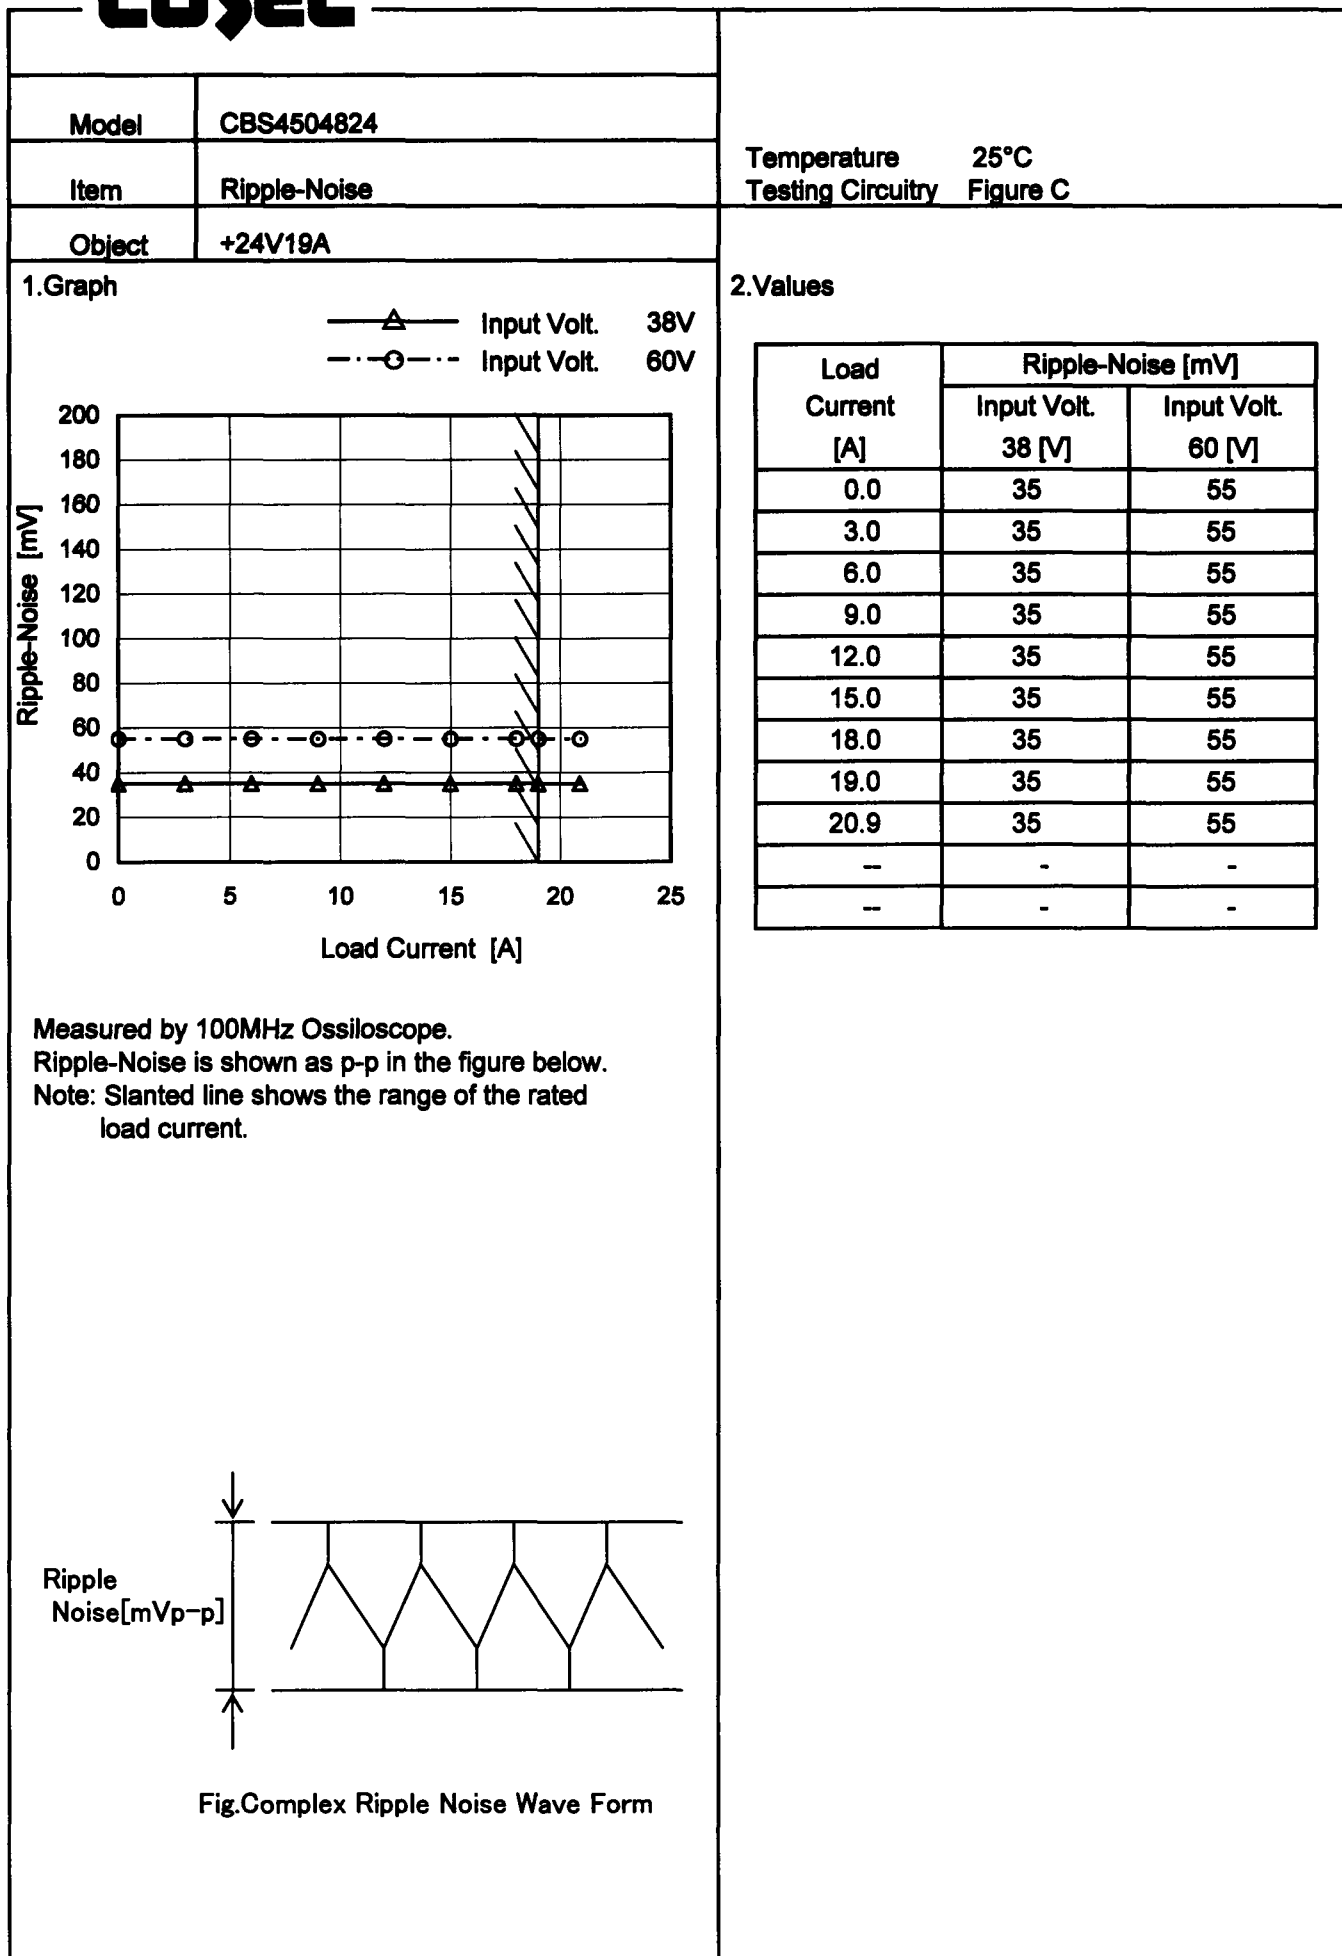 Model CBS4504824
Item Ripple-Noise
Object +24V19A
Temperature 25°C
Testing Circuitry Figure C
1.Graph
Input Volt. 38V
Input Volt. 60V
Ripple-Noise [mV]
200
180
160
140
120
100
80
60
40
20
0
0 5 10 15 20 25
Load Current [A]
Measured by 100MHz Ossiloscope.
Ripple-Noise is shown as p-p in the figure below.
Note: Slanted line shows the range of the rated
load current.
Ripple
Noise[mVp-p]
Fig.Complex Ripple Noise Wave Form
2.Values
Load Ripple-Noise [mV]
Current Input Volt. Input Volt.
[A] 38 [V] 60 [V]
0.0 35 55
3.0 35 55
6.0 35 55
9.0 35 55
12.0 35 55
15.0 35 55
18.0 35 55
19.0 35 55
20.9 35 55
-- - -
-- - -